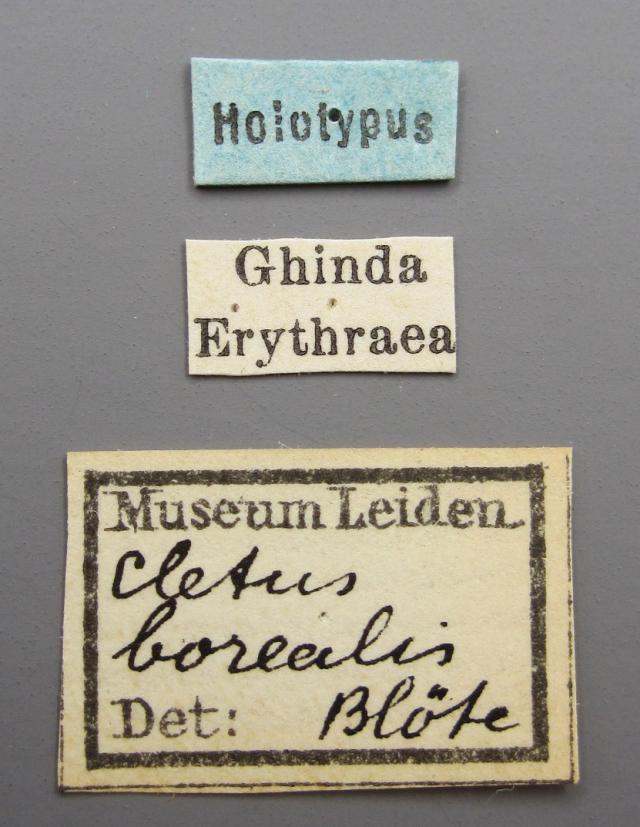 Holotypus
Ghinda
Erythraea
Museum Leiden
Cletus
borealis
Det: Blöte